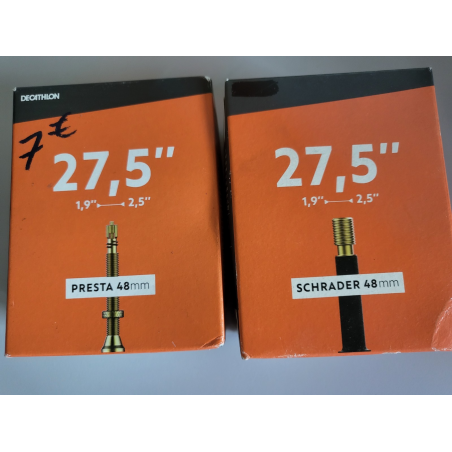 DECATHLON
7€
27,5"
1,9" 2,5"
PRESTA 48mm
27,5"
1,9" 2,5"
SCHRADER 48mm